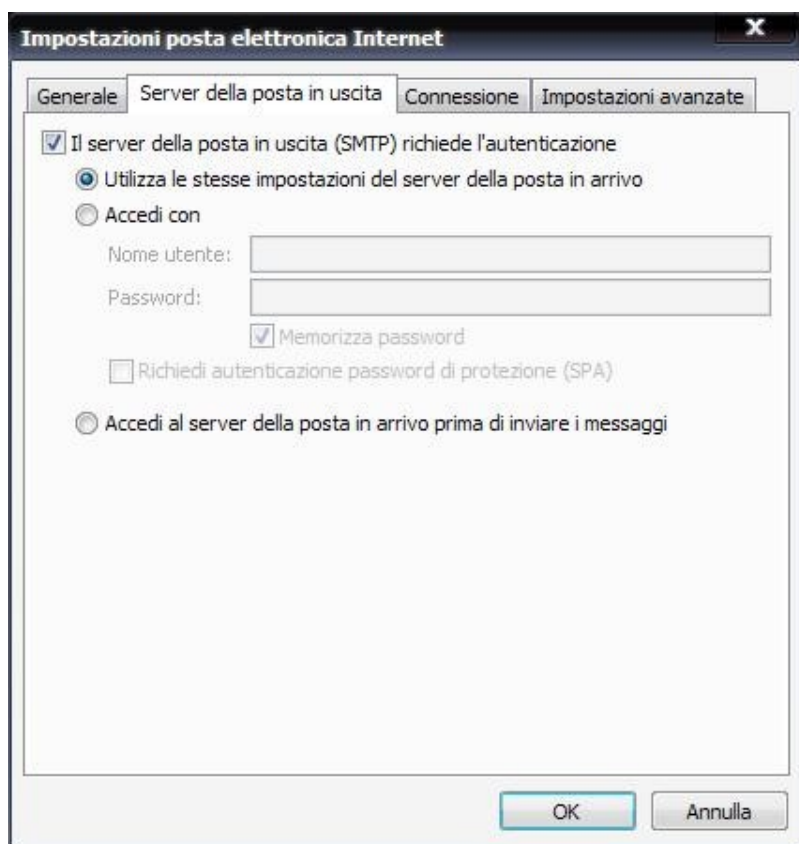 Impostazioni posta elettronica Internet
x
Generale Server della posta in uscita Connessione Impostazioni avanzate
Il server della posta in uscita (SMTP) richiede l'autenticazione
Utilizza le stesse impostazioni del server della posta in arrivo
Accedi con
Nome utente:
Password:
Memorizza password
Richiedi autenticazione password di protezione (SPA)
Accedi al server della posta in arrivo prima di inviare i messaggi
OK Annulla